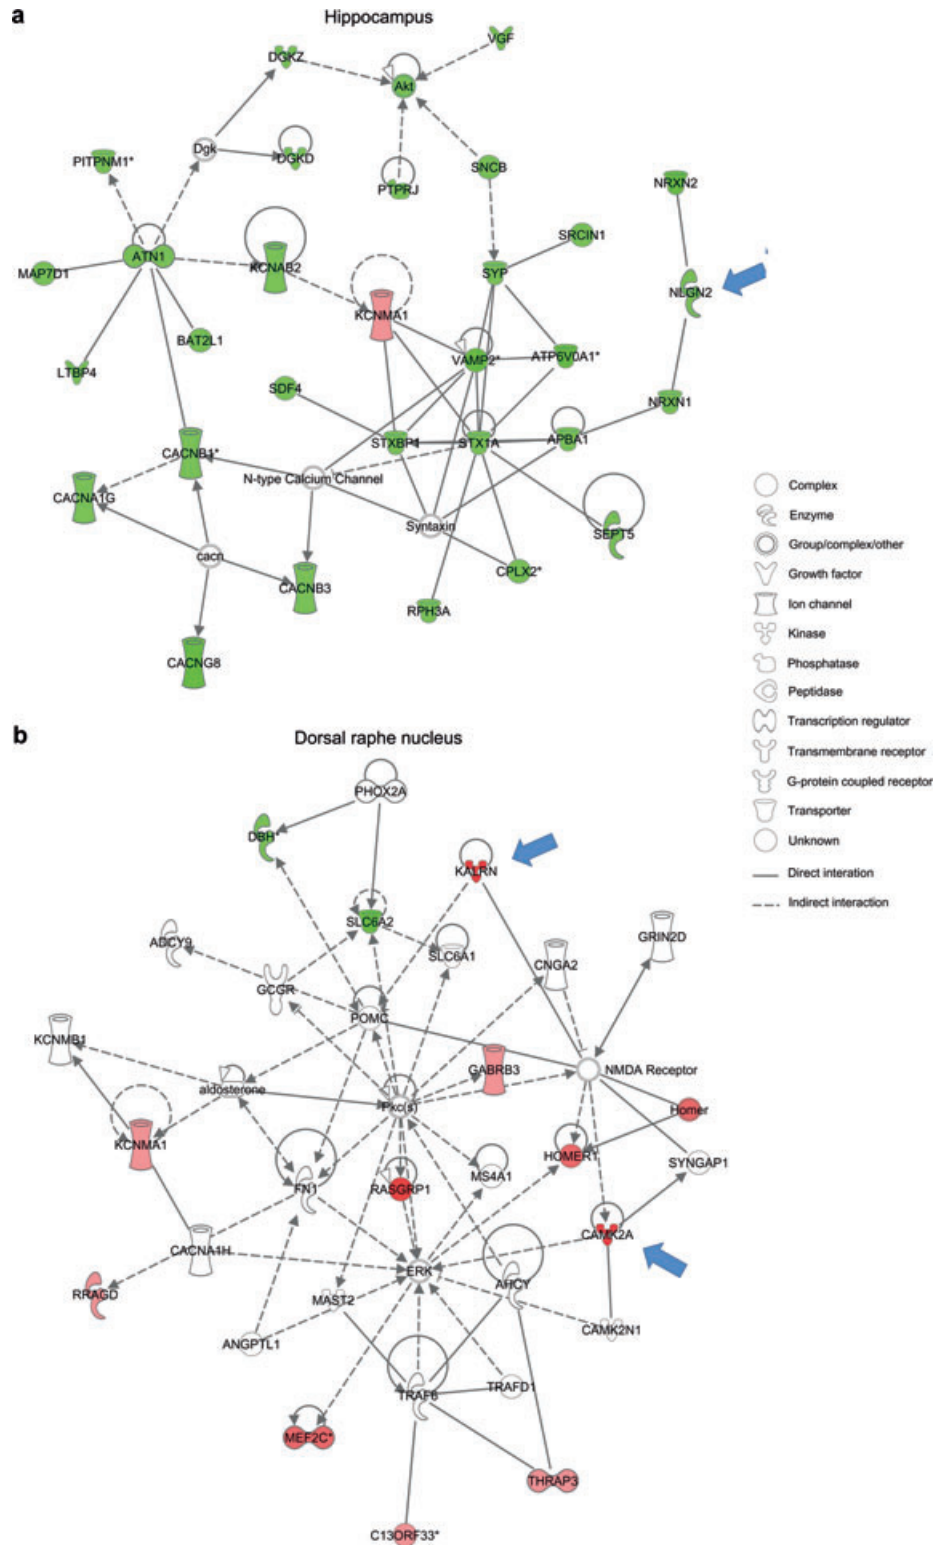 a
Hippocampus
DGKZ
VGF
Akt
Dgk
PITPNM1*
DGKD
PTPRJ
SNCB
NRXN2
SRCIN1
ATN1
MAP7D1
KCNAB2
SYP
NLGN2
KCNMA1
BAT2L1
VAMP2*
ATP6V0A1*
LTBP4
SDF4
NRXN1
STXBP1
STX1A
APBA1
CACNB1*
N-type Calcium Channel
CACNA1G
Syntaxin
SEPT5
cacn
CPLX2*
CACNB3
RPH3A
CACNG8
Complex
Enzyme
Group/complex/other
Growth factor
Ion channel
Kinase
Phosphatase
Peptidase
Transcription regulator
Transmembrane receptor
G-protein coupled receptor
Transporter
Unknown
Direct interation
Indirect interaction
b
Dorsal raphe nucleus
PHOX2A
DBH*
KALRN
SLC6A2
GRIN2D
ADCY9
SLC6A1
CNGA2
GCGR
POMC
KCNMB1
GABRB3
NMDA Receptor
aldosterone
Pkc(s)
Homer
KCNMA1
HOMER1
SYNGAP1
MS4A1
FN1
RASGRP1
CAMK2A
CACNA1H
ERK
AHCY
RRAGD
MAST2
CAMK2N1
ANGPTL1
TRAFD1
TRAF6
MEF2C*
THRAP3
C13ORF33*